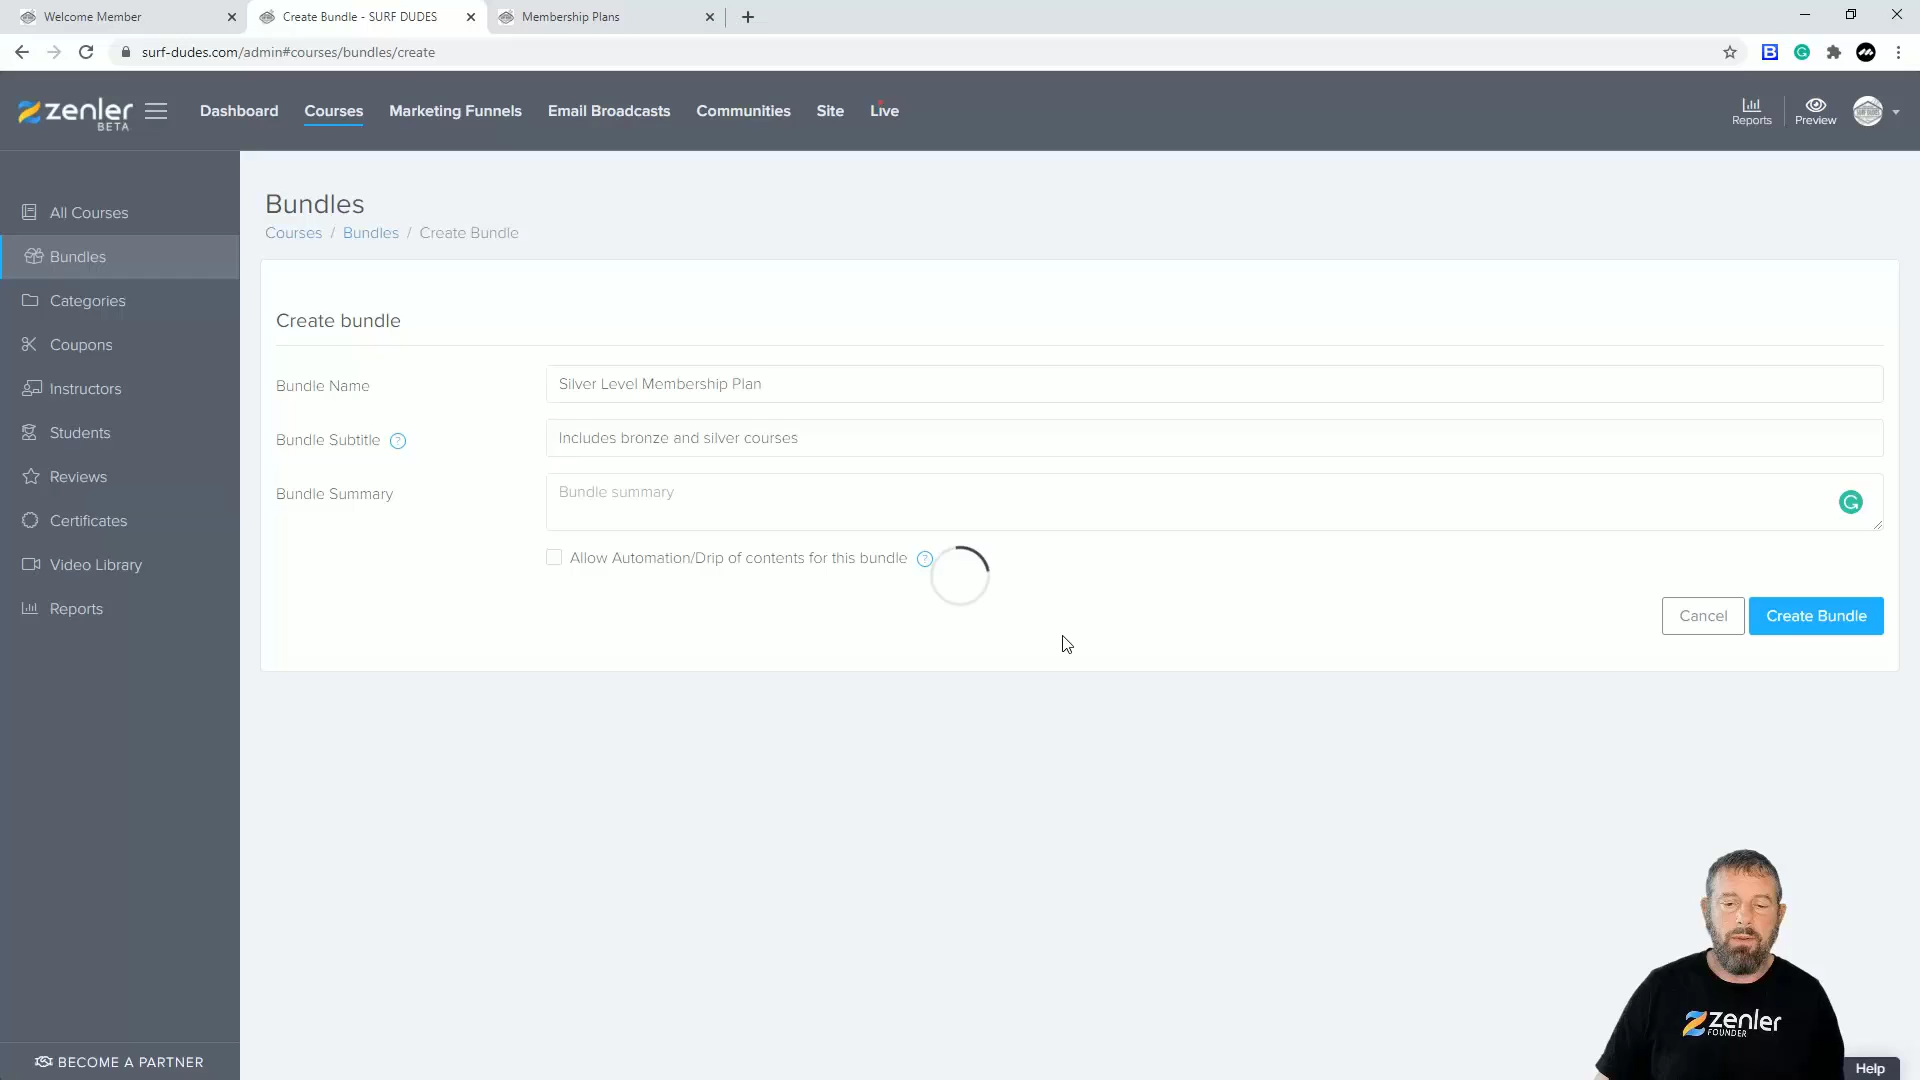 Welcome Member
Create Bundle - SURF DUDES
Membership Plans
surf-dudes.com/admin#courses/bundles/create
zenler
BETA
Dashboard
Courses
Marketing Funnels
Email Broadcasts
Communities
Site
Live
Reports
Preview
All Courses
Bundles
Categories
Coupons
Instructors
Students
Reviews
Certificates
Video Library
Reports
BECOME A PARTNER
Bundles
Courses / Bundles / Create Bundle
Create bundle
Bundle Name
Silver Level Membership Plan
Bundle Subtitle ?
Includes bronze and silver courses
Bundle Summary
Bundle summary
Allow Automation/Drip of contents for this bundle ?
Cancel
Create Bundle
zenler
FOUNDER
Help